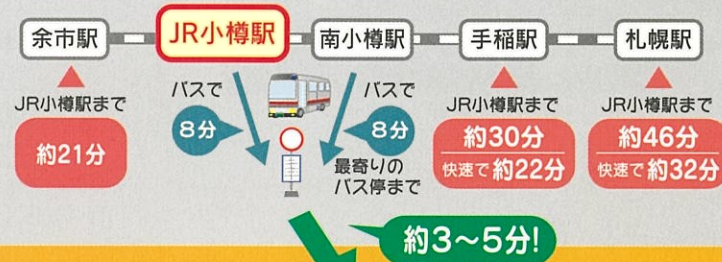 余市駅
JR小樽駅
南小樽駅
手稲駅
札幌駅
JR小樽駅まで
約21分
バスで
8分
バスで
8分
最寄りの
バス停まで
JR小樽駅まで
約30分
快速で約22分
JR小樽駅まで
約46分
快速で約32分
約3〜5分!